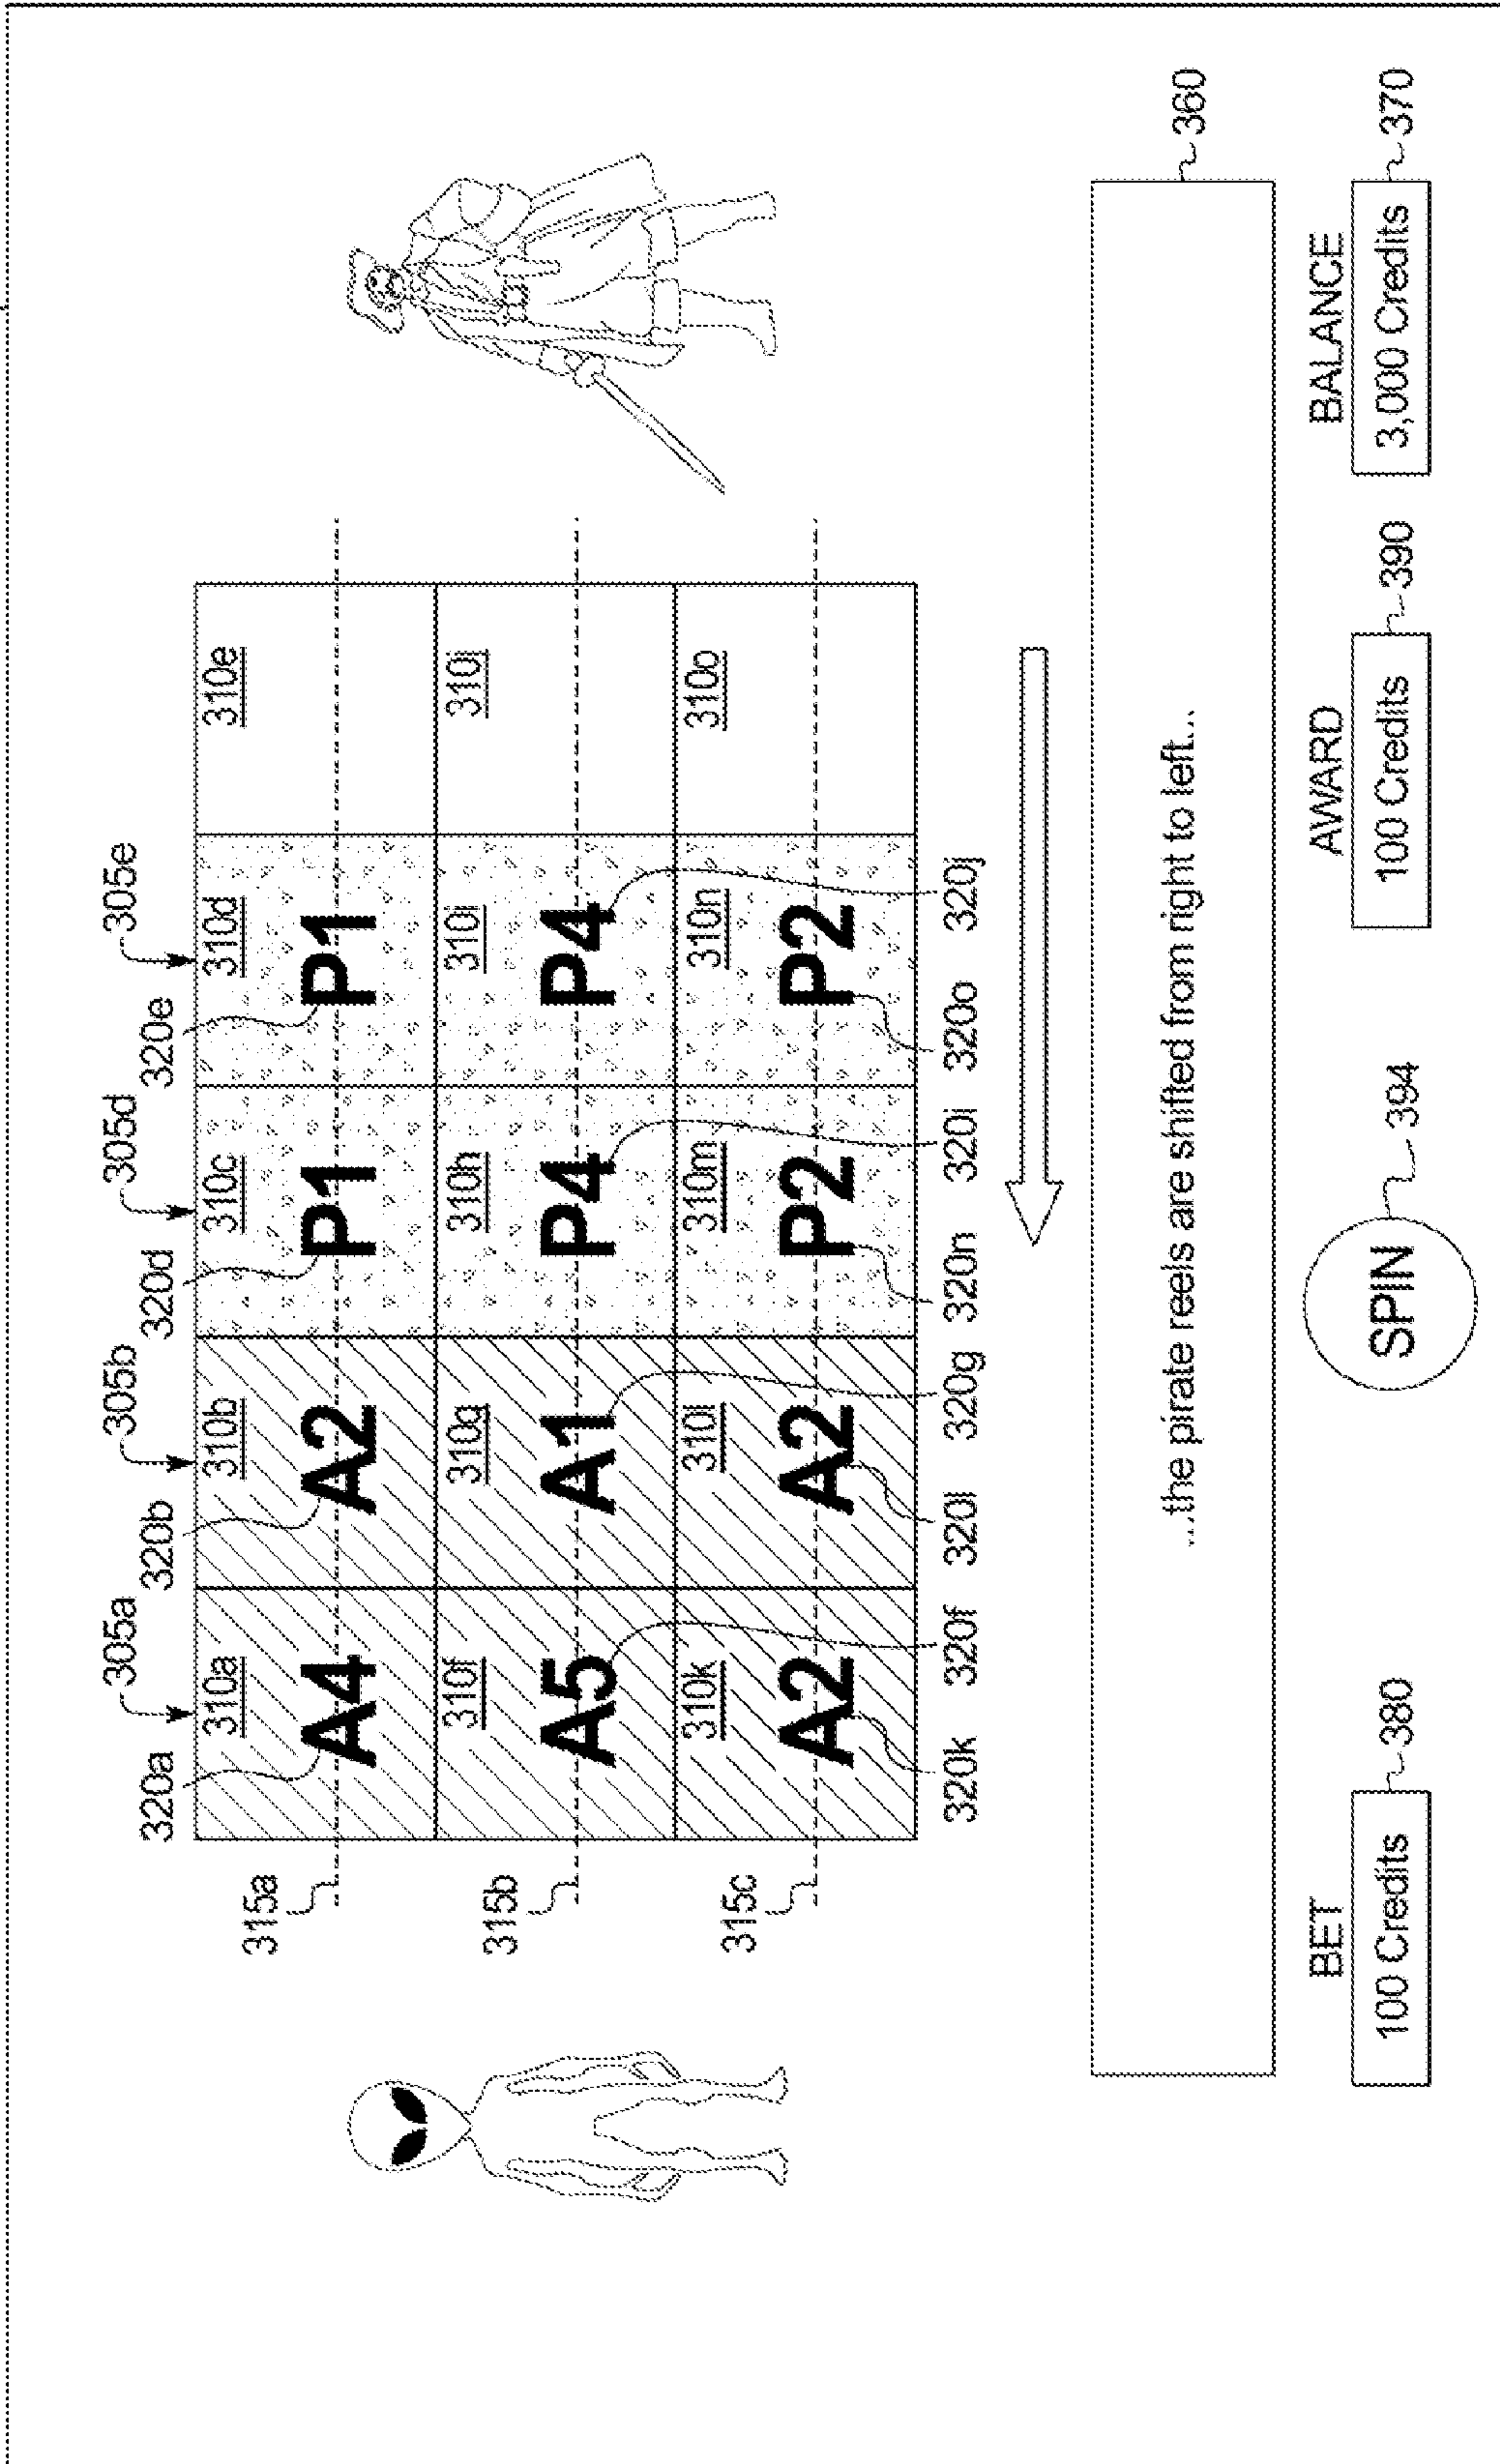 305a 305b 305d 305e
320a 320b 320d 320e
310a 310b 310c 310d 310e
315a A4 A2 P1 P1
310f 310g 310h 310i 310j
315b A5 A1 P4 P4
310k 310l 310m 310n 310o
315c A2 A2 P2 P2
320k 320f 320l 320g 320n 320i 320o 320j
...the pirate reels are shifted from right to left... 360
BET AWARD BALANCE
100 Credits 380 SPIN 394 100 Credits 390 3,000 Credits 370